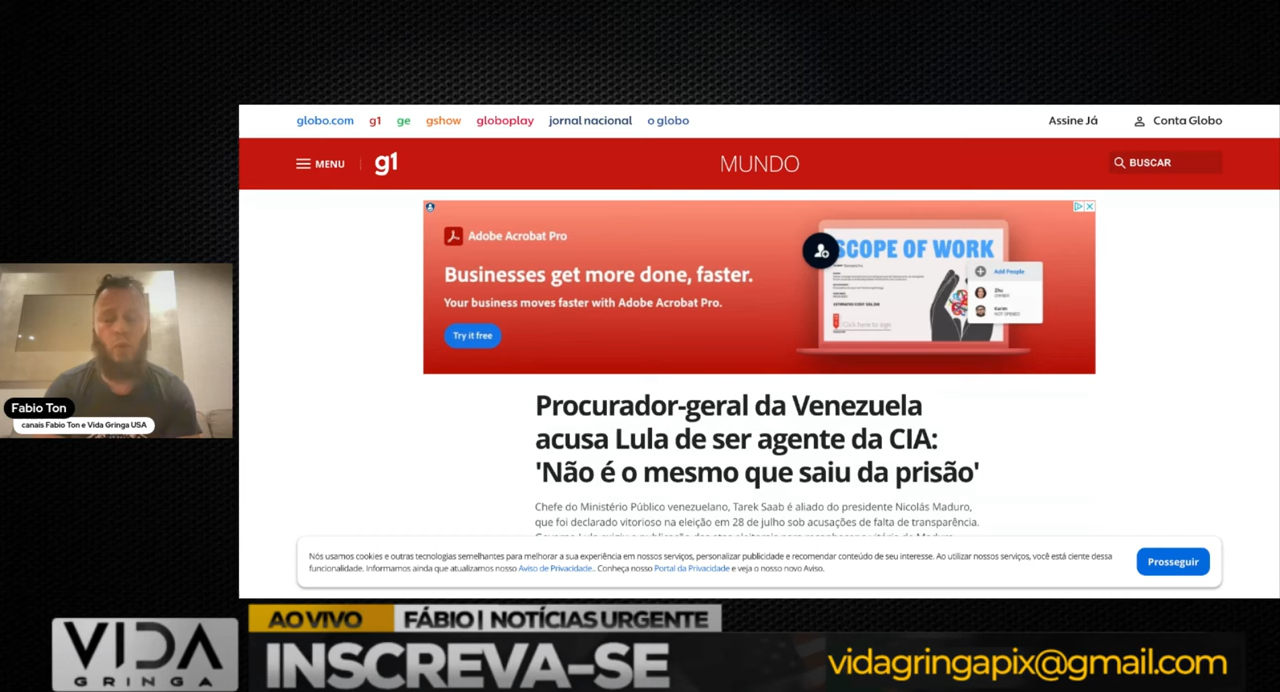 globo.com g1 ge gshow globoplay jornal nacional o globo Assine Já Conta Globo
MENU g1 MUNDO BUSCAR
Adobe Acrobat Pro
Businesses get more done, faster.
Your business moves faster with Adobe Acrobat Pro.
Try it free
SCOPE OF WORK
Add People
Zhu
Karen
Click here to sign
Procurador-geral da Venezuela
acusa Lula de ser agente da CIA:
'Não é o mesmo que saiu da prisão'
Chefe do Ministério Público venezuelano, Tarek Saab é aliado do presidente Nicolás Maduro,
que foi declarado vitorioso na eleição em 28 de julho sob acusações de falta de transparência.
Nós usamos cookies e outras tecnologias semelhantes para melhorar a sua experiência em nossos serviços, personalizar publicidade e recomendar conteúdo de seu interesse. Ao utilizar nossos serviços, você está ciente dessa
funcionalidade. Informamos ainda que atualizamos nosso Aviso de Privacidade.. Conheça nosso Portal da Privacidade e veja o nosso novo Aviso.
Prosseguir
Fabio Ton
canais Fabio Ton e Vida Gringa USA
VIDA
GRINGA
AO VIVO FÁBIO | NOTÍCIAS URGENTE
INSCREVA-SE
vidagringapix@gmail.com